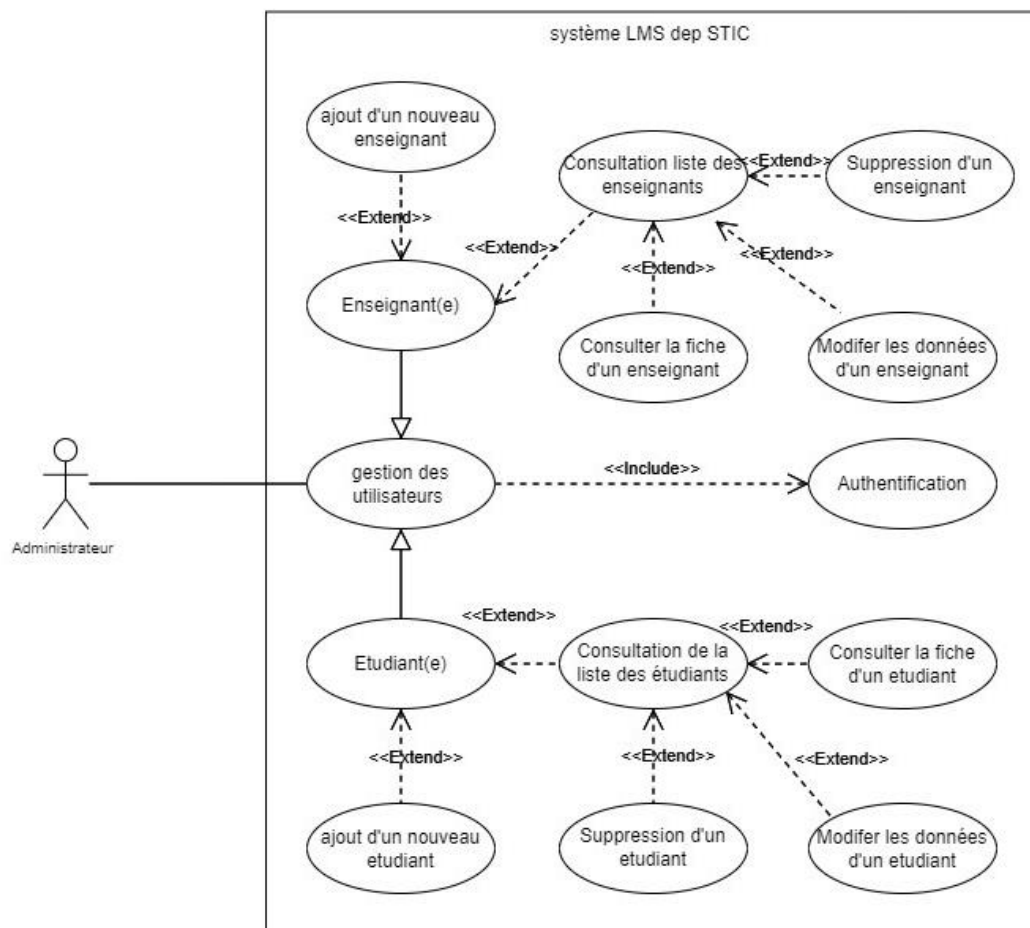 système LMS dep STIC
ajout d'un nouveau
enseignant
<<Extend>>
Consultation liste des
enseignants
<<Extend>>
Suppression d'un
enseignant
<<Extend>>
<<Extend>>
<<Extend>>
Enseignant(e)
Consulter la fiche
d'un enseignant
Modifer les données
d'un enseignant
Administrateur
gestion des
utilisateurs
<<Include>>
Authentification
<<Extend>>
<<Extend>>
Etudiant(e)
Consultation de la
liste des étudiants
Consulter la fiche
d'un etudiant
<<Extend>>
<<Extend>>
<<Extend>>
ajout d'un nouveau
etudiant
Suppression d'un
etudiant
Modifer les données
d'un etudiant